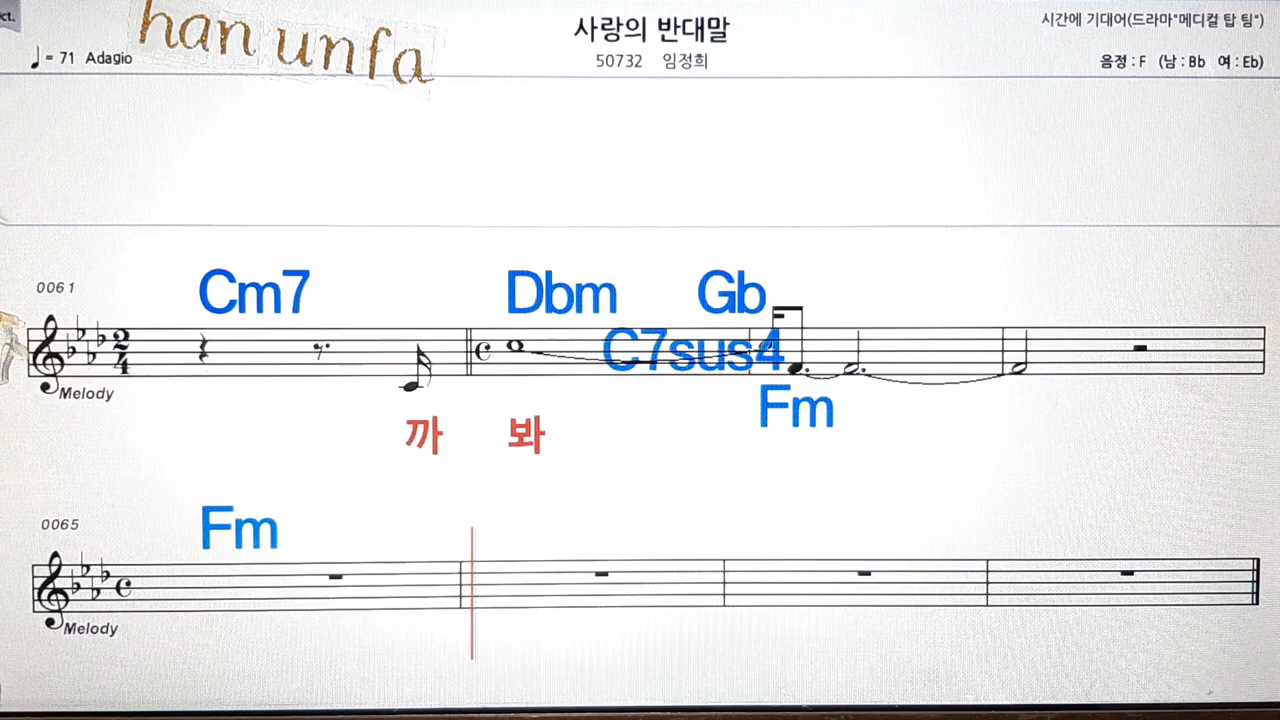 ct.
han unfa
사랑의 반대말
시간에 기대어(드라마"메디컬 탑 팀")
♩ = 71 Adagio
50732 임정희
음정 : F (남 : Bb 여 : Eb)
0061
Cm7 Dbm Gb
C7sus4
2/4
Melody
Fm
까 봐
0065
Fm
Melody